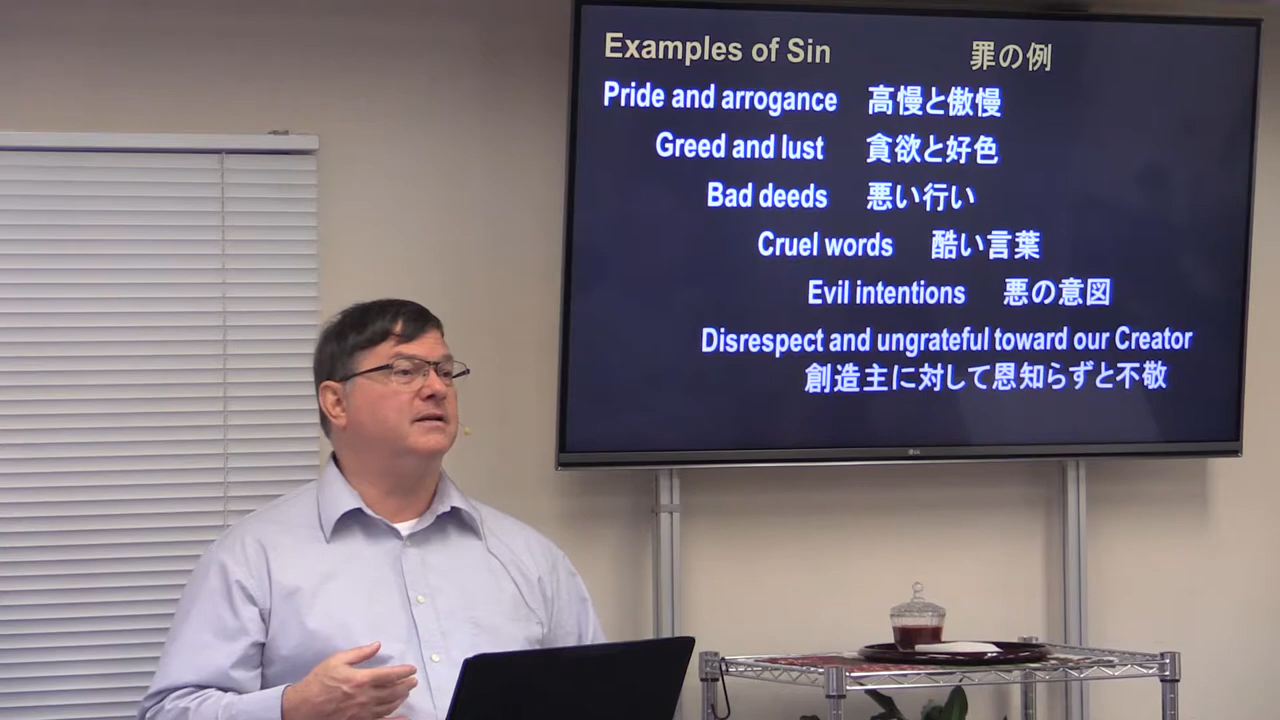 Examples of Sin 罪の例
Pride and arrogance 高慢と傲慢
Greed and lust 貪欲と好色
Bad deeds 悪い行い
Cruel words 酷い言葉
Evil intentions 悪の意図
Disrespect and ungrateful toward our Creator
創造主に対して恩知らずと不敬
LG